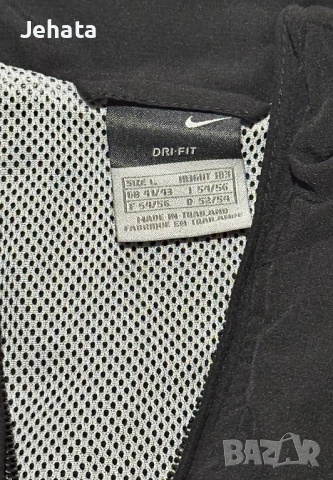 Jehata
DRI-FIT
SIZE L HEIGHT 183
GB 41/43 I 54/56
F 54/56 D 52/54
MADE IN THAILAND
FABRIQUE EN THAILANDE
BAZAR